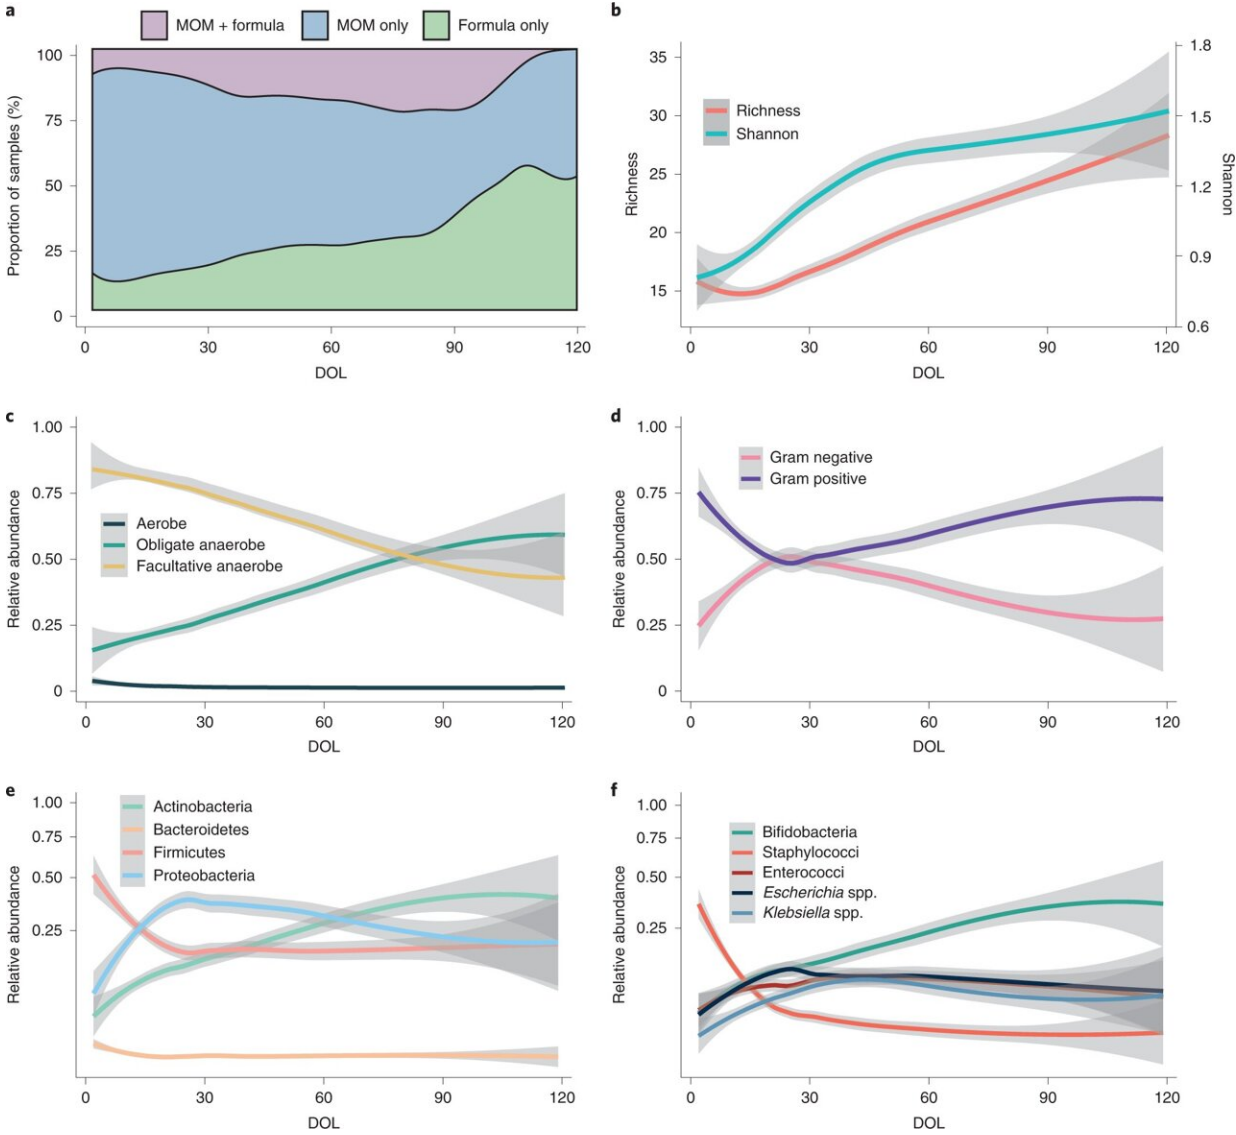 a
MOM + formula MOM only Formula only
100
75
50
25
0
Proportion of samples (%)
0 30 60 90 120
DOL
b
35
30
25
20
15
Richness
Richness
Shannon
1.8
1.5
1.2
0.9
0.6
Shannon
0 30 60 90 120
DOL
c
1.00
0.75
0.50
0.25
0
Relative abundance
Aerobe
Obligate anaerobe
Facultative anaerobe
0 30 60 90 120
DOL
d
1.00
0.75
0.50
0.25
0
Relative abundance
Gram negative
Gram positive
0 30 60 90 120
DOL
e
1.00
0.75
0.50
0.25
Relative abundance
Actinobacteria
Bacteroidetes
Firmicutes
Proteobacteria
0 30 60 90 120
DOL
f
1.00
0.75
0.50
0.25
Relative abundance
Bifidobacteria
Staphylococci
Enterococci
Escherichia spp.
Klebsiella spp.
0 30 60 90 120
DOL